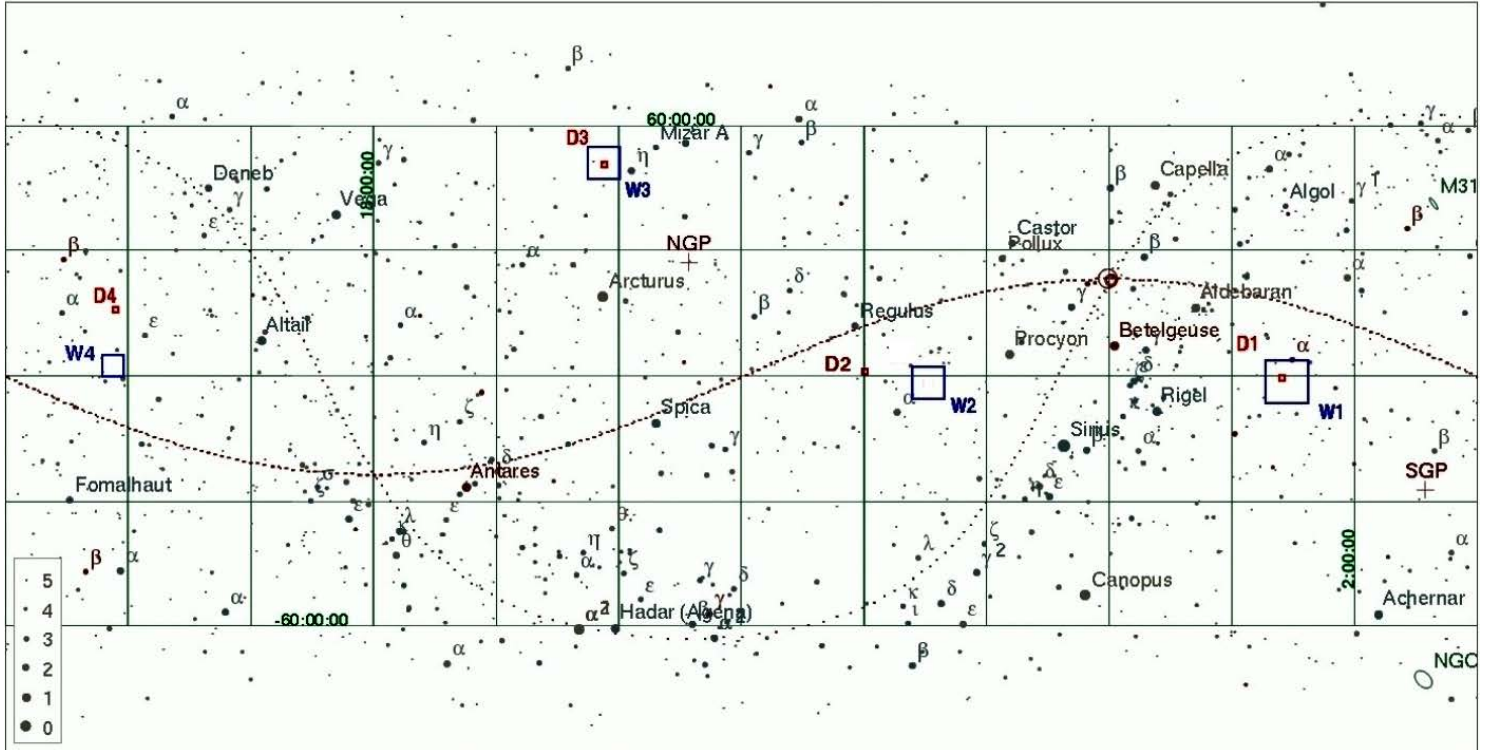 β
α
α
γ
α
D3
60:00:00
Mizar A
β
γ
α
η
γ
Deneb
Vega
18:00:00
W3
β
Capella
Algol
γ 1
M31
γ
ε
β
β
NGP
Castor
Pollux
β
α
α
Arcturus
δ
γ
Aldebaran
α
D4
ε
α
β
Regulus
Altair
Procyon
Betelgeuse
D1
α
W4
D2
δ
ζ
Spica
α
W2
κ
Rigel
W1
η
γ
Sirius
β
α
β
δ
σ
Antares
δ
ε
SGP
Fomalhaut
ζ
ε
ε
λ
κ
θ
θ
η
ζ
λ
ζ
γ 2
2:00:00
α
β
α
α
γ
δ
Canopus
5
4
3
2
1
0
α
-60:00:00
ε
γ
κ
ι
δ
ε
Achernar
Hadar (Agena)
α
β
NGC